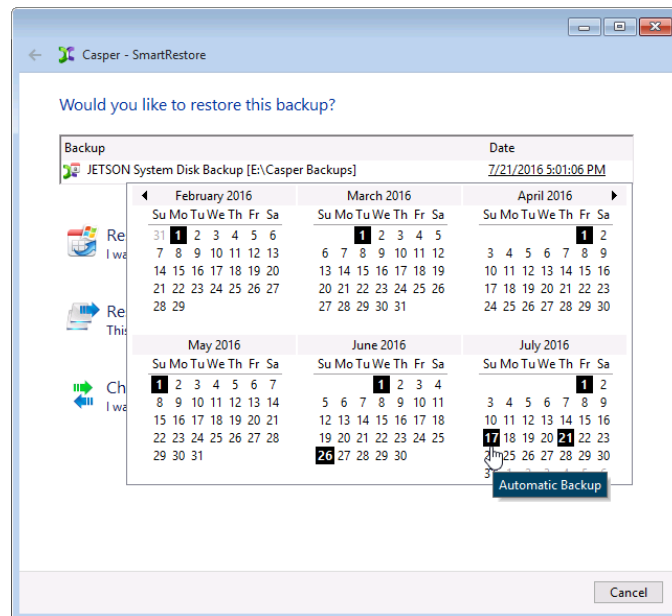 Casper - SmartRestore
Would you like to restore this backup?
Backup Date
JETSON System Disk Backup [E:\Casper Backups] 7/21/2016 5:01:06 PM
February 2016 March 2016 April 2016
Su Mo Tu We Th Fr Sa Su Mo Tu We Th Fr Sa Su Mo Tu We Th Fr Sa
31 1 2 3 4 5 6 1 2 3 4 5 1 2
7 8 9 10 11 12 13 6 7 8 9 10 11 12 3 4 5 6 7 8 9
14 15 16 17 18 19 20 13 14 15 16 17 18 19 10 11 12 13 14 15 16
21 22 23 24 25 26 27 20 21 22 23 24 25 26 17 18 19 20 21 22 23
28 29 27 28 29 30 31 24 25 26 27 28 29 30
May 2016 June 2016 July 2016
Su Mo Tu We Th Fr Sa Su Mo Tu We Th Fr Sa Su Mo Tu We Th Fr Sa
1 2 3 4 5 6 7 1 2 3 4 1 2
8 9 10 11 12 13 14 5 6 7 8 9 10 11 3 4 5 6 7 8 9
15 16 17 18 19 20 21 12 13 14 15 16 17 18 10 11 12 13 14 15 16
22 23 24 25 26 27 28 19 20 21 22 23 24 25 17 18 19 20 21 22 23
29 30 31 26 27 28 29 30 25 26 27 28 29 30
Automatic Backup
Re
I wa
Re
This
Ch
I wa
Cancel